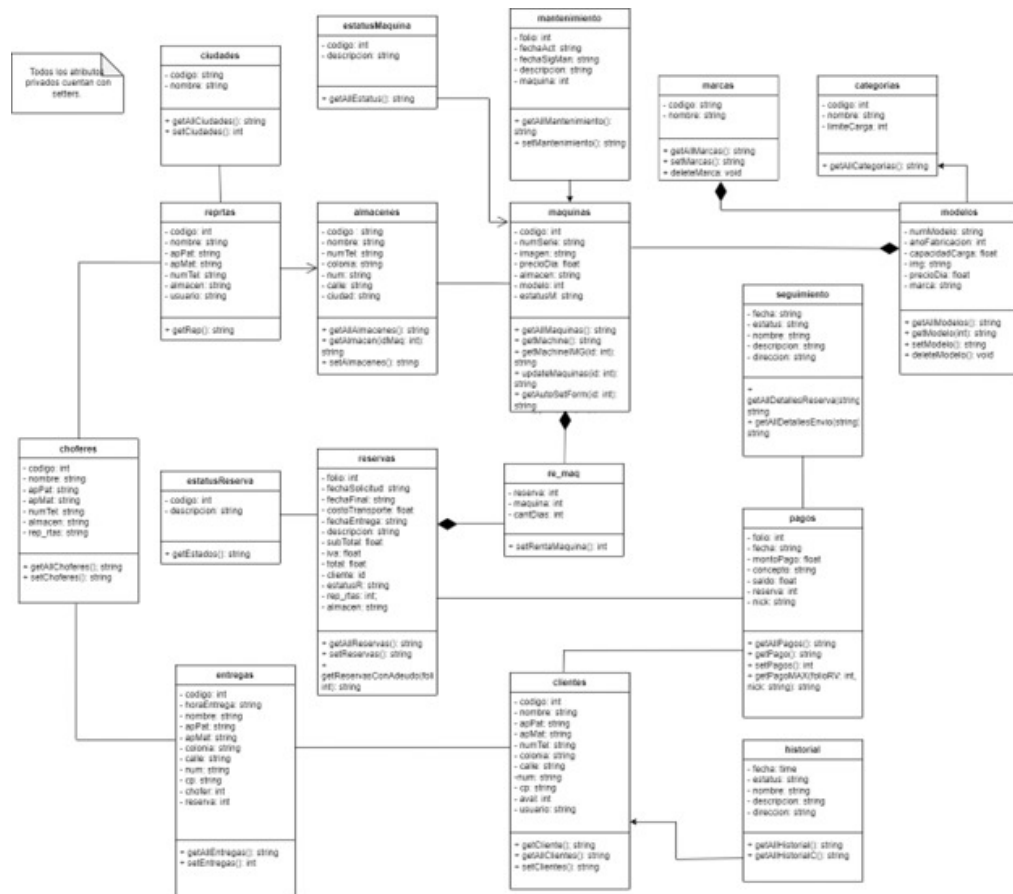 Todos los atributos
privados cuentan con
setters.
ciudades
- codigo: string
- nombre: string
+ getAllCiudades(): string
+ setCiudades(): int
estatusMaquina
- codigo: int
- descripcion: string
+ getAllEstatus(): string
mantenimiento
- folio: int
- fechaAct: string
- fechaSigMan: string
- descripcion: string
- maquina: int
+ getAllMantenimiento():
string
+ setMantenimiento(): string
marcas
- codigo: string
- nombre: string
+ getAllMarcas(): string
+ setMarcas(): string
+ deleteMarca: void
categorias
- codigo: int
- nombre: string
- limiteCarga: int
+ getAllCategorias(): string
reprtas
- codigo: int
- nombre: string
- apPat: string
- apMat: string
- numTel: string
- almacen: string
- usuario: string
+ getRep(): string
almacenes
- codigo : string
- nombre: string
- numTel: string
- colonia: string
- num: string
- calle: string
- ciudad: string
+ getAllAlmacenes(): string
+ getAlmacen(idMaq: int):
string
+ setAlmacenes(): string
maquinas
- codigo: int
- numSerie: string
- imagen: string
- precioDia: float
- almacen: string
- modelo: int
- estatusM: string
+ getAllMaquinas(): string
+ getMachine(): string
+ getMachineIMG(id: int):
string
+ updateMaquinas(id: int):
string
+ getAutoSetForm(id: int):
string
modelos
- numModelo: string
- anoFabricacion: int
- capacidadCarga: float
- img: string
- precioDia: float
- marca: string
+ getAllModelos(): string
+ getModelo(int): string
+ setModelo(): string
+ deleteModelo(): void
seguimiento
- fecha: string
- estatus: string
- nombre: string
- descripcion: string
- direccion: string
+
getAllDetallesReserva(string)
string
+ getAllDetallesEnvio(string)
string
choferes
- codigo: int
- nombre: string
- apPat: string
- apMat: string
- numTel: string
- almacen: string
- rep_rtas: string
+ getAllChoferes(): string
+ setChoferes(): string
estatusReserva
- codigo: int
- descripcion: string
+ getEstados(): string
reservas
- folio: int
- fechaSolicitud: string
- fechaFinal: string
- costoTransporte: float
- fechaEntrega: string
- descripcion: string
- subTotal: float
- iva: float
- total: float
- cliente: id
- estatusR: string
- rep_rtas: int;
- almacen: string
+ getAllReservas(): string
+ setReservas(): string
+
getReservasConAdeudo(foli
int): string
re_maq
- reserva: int
- maquina: int
- cantDias: int
+ setRentaMaquina(): int
pagos
- folio: int
- fecha: string
- montoPago: float
- concepto: string
- saldo: float
- reserva: int
- nick: string
+ getAllPagos(): string
+ getPago(): string
+ setPagos(): int
+ getPagoMAX(folioRV: int,
nick: string): string
entregas
- codigo: int
- horaEntrega: string
- nombre: string
- apPat: string
- apMat: string
- colonia: string
- calle: string
- num: string
- cp: string
- chofer: int
- reserva: int
+ getAllEntregas(): string
+ setEntregas(): int
clientes
- codigo: int
- nombre: string
- apPat: string
- apMat: string
- numTel: string
- colonia: string
- calle: string
-num: string
- cp: string
- aval: int
- usuario: string
+ getCliente(): string
+ getAllClientes(): string
+ setClientes(): string
historial
- fecha: time
- estatus: string
- nombre: string
- descripcion: string
- direccion: string
+ getAllHistorial(): string
+ getAllHistorialC(): string